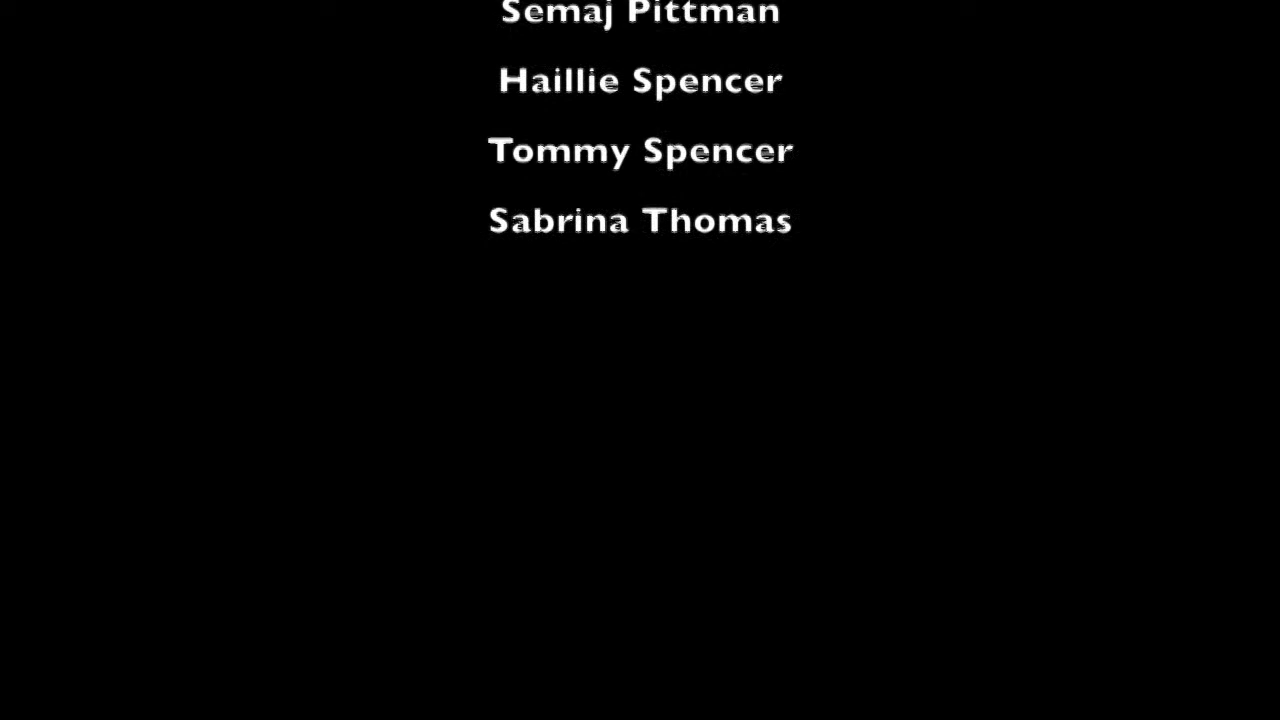 Semaj Pittman
Haillie Spencer
Tommy Spencer
Sabrina Thomas